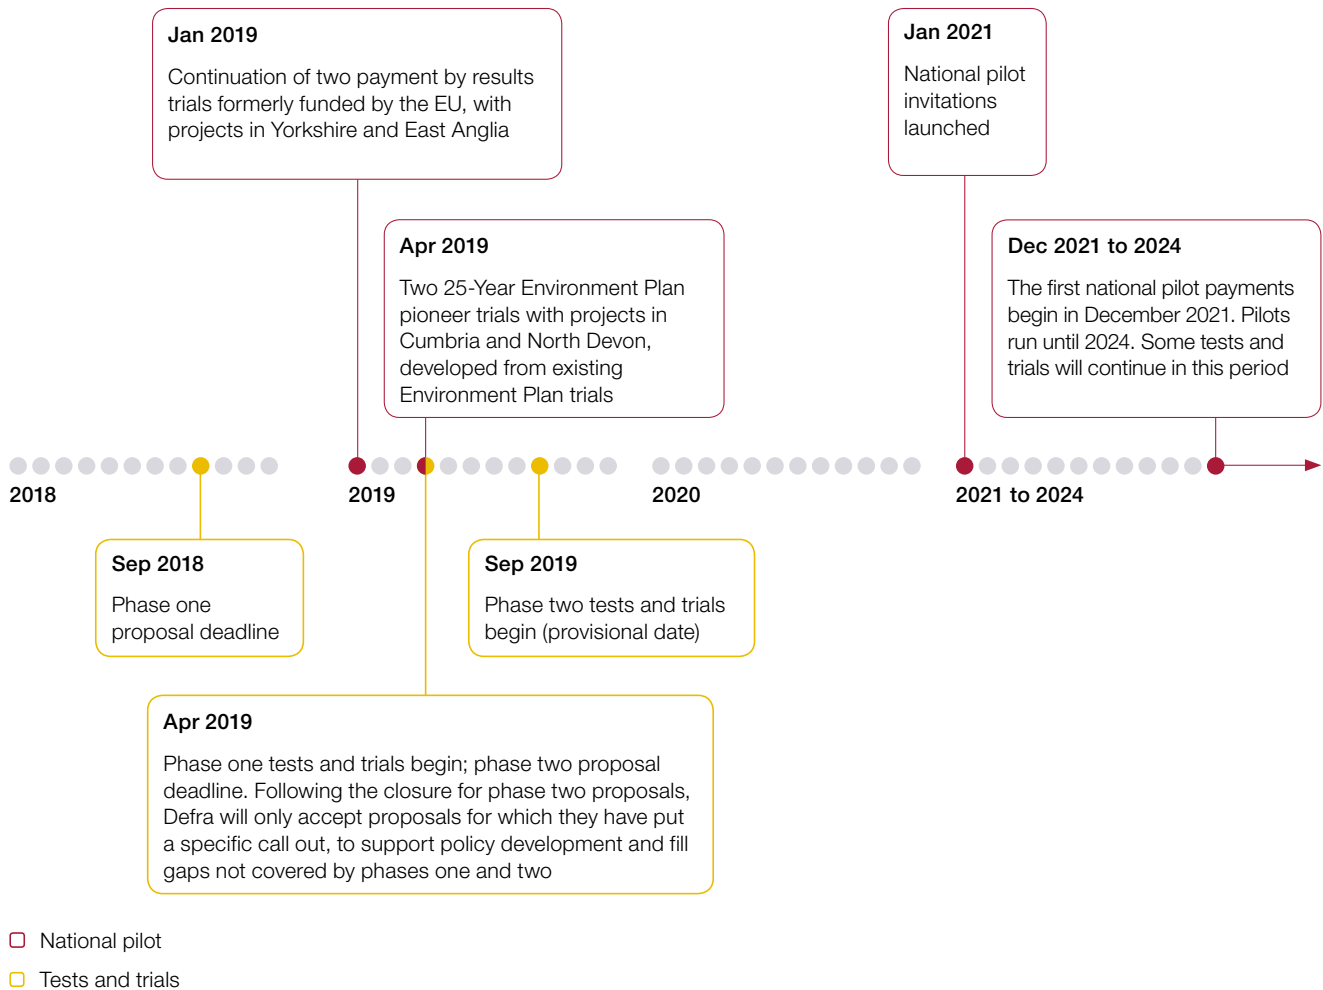 Jan 2019
Continuation of two payment by results
trials formerly funded by the EU, with
projects in Yorkshire and East Anglia
Jan 2021
National pilot
invitations
launched
Apr 2019
Two 25-Year Environment Plan
pioneer trials with projects in
Cumbria and North Devon,
developed from existing
Environment Plan trials
Dec 2021 to 2024
The first national pilot payments
begin in December 2021. Pilots
run until 2024. Some tests and
trials will continue in this period
2018
2019
2020
2021 to 2024
Sep 2018
Phase one
proposal deadline
Sep 2019
Phase two tests and trials
begin (provisional date)
Apr 2019
Phase one tests and trials begin; phase two proposal
deadline. Following the closure for phase two proposals,
Defra will only accept proposals for which they have put
a specific call out, to support policy development and fill
gaps not covered by phases one and two
National pilot
Tests and trials